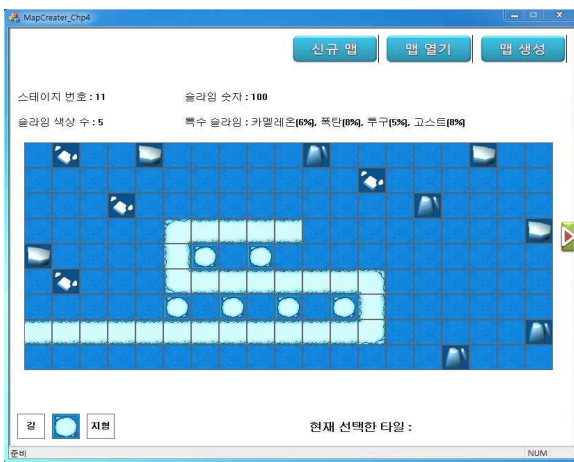 MapCreater_Chp4
신규 맵 맵 열기 맵 생성
스테이지 번호 : 11 슬라임 숫자 : 100
슬라임 색상 수 : 5 특수 슬라임 : 카멜레온(6%), 폭탄(8%), 투구(5%), 고스트(8%)
길 지형 현재 선택한 타일 :
준비 NUM